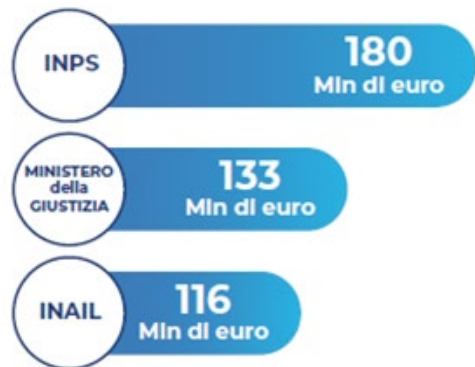 INPS
180
Mln di euro
MINISTERO
della
GIUSTIZIA
133
Mln di euro
INAIL
116
Mln di euro